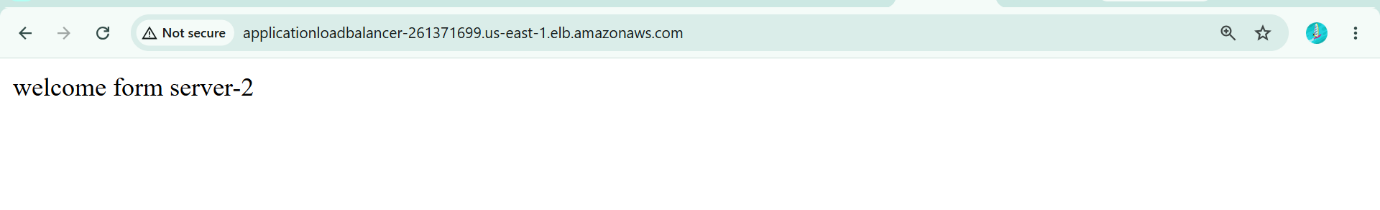 Not secure applicationloadbalancer-261371699.us-east-1.elb.amazonaws.com
welcome form server-2